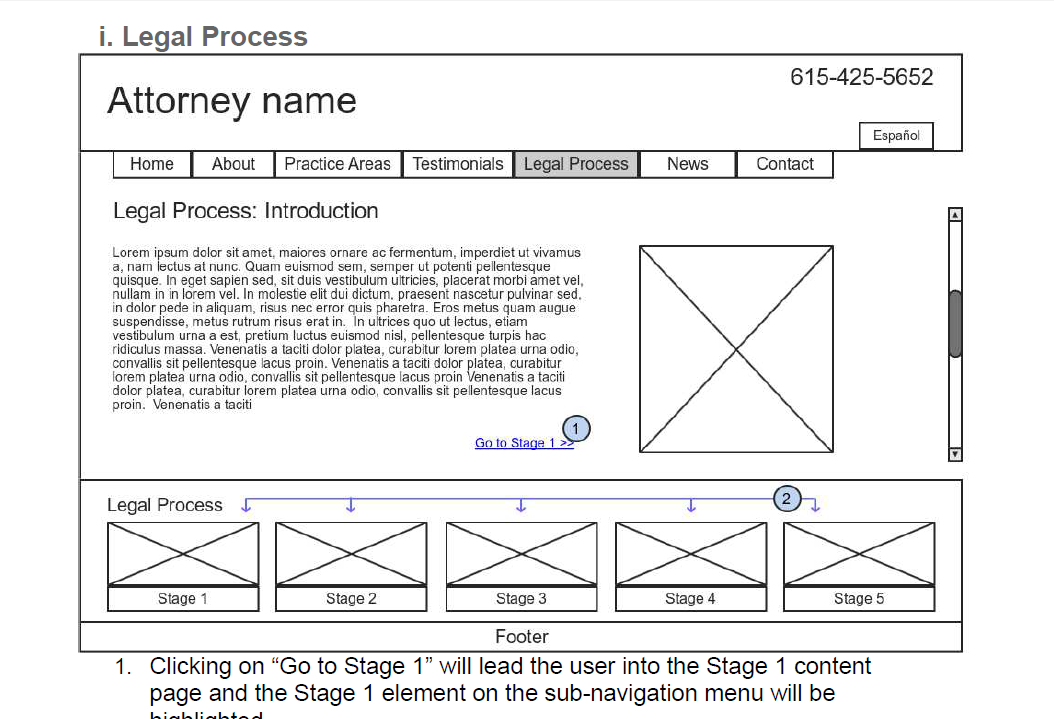 i. Legal Process
615-425-5652
Attorney name
Español
Home About Practice Areas Testimonials Legal Process News Contact
Legal Process: Introduction
Lorem ipsum dolor sit amet, maiores ornare ac fermentum, imperdiet ut vivamus
a, nam lectus at nunc. Quam euismod sem, semper ut potenti pellentesque
quisque. In eget sapien sed, sit duis vestibulum ultricies, placerat morbi amet vel,
nullam in in lorem vel. In molestie elit dui dictum, praesent nascetur pulvinar sed,
in dolor pede in aliquam, risus nec error quis pharetra. Eros metus quam augue
suspendisse, metus rutrum risus erat in. In ultrices quo ut lectus, etiam
vestibulum urna a est, pretium luctus euismod nisl, pellentesque turpis hac
ridiculus massa. Venenatis a taciti dolor platea, curabitur lorem platea urna odio,
convallis sit pellentesque lacus proin. Venenatis a taciti dolor platea, curabitur
lorem platea urna odio, convallis sit pellentesque lacus proin Venenatis a taciti
dolor platea, curabitur lorem platea urna odio, convallis sit pellentesque lacus
proin. Venenatis a taciti
1
Go to Stage 1 >>
2
Legal Process
Stage 1 Stage 2 Stage 3 Stage 4 Stage 5
Footer
1. Clicking on “Go to Stage 1” will lead the user into the Stage 1 content
page and the Stage 1 element on the sub-navigation menu will be
highlighted